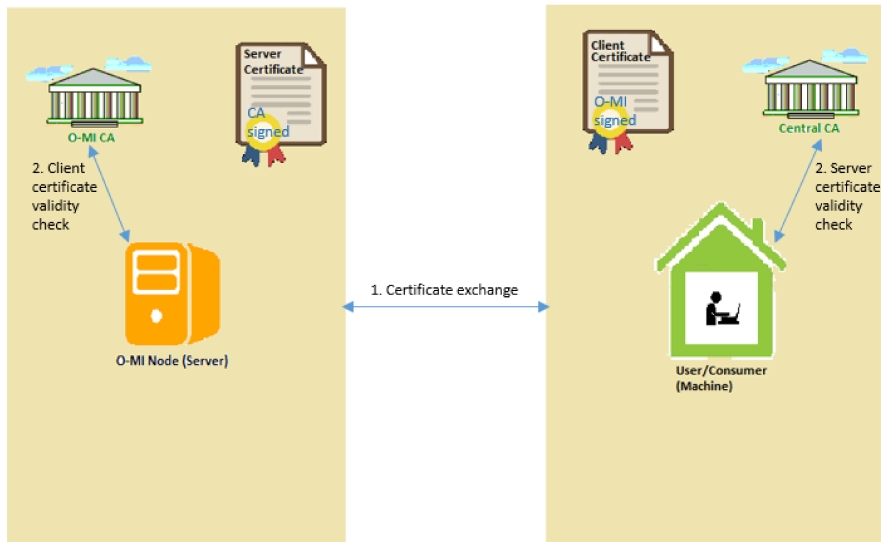 Server
Certificate
CA
signed
O-MI CA
2. Client
certificate
validity
check
O-MI Node (Server)
1. Certificate exchange
Client
Certificate
O-MI
signed
Central CA
2. Server
certificate
validity
check
User/Consumer
(Machine)